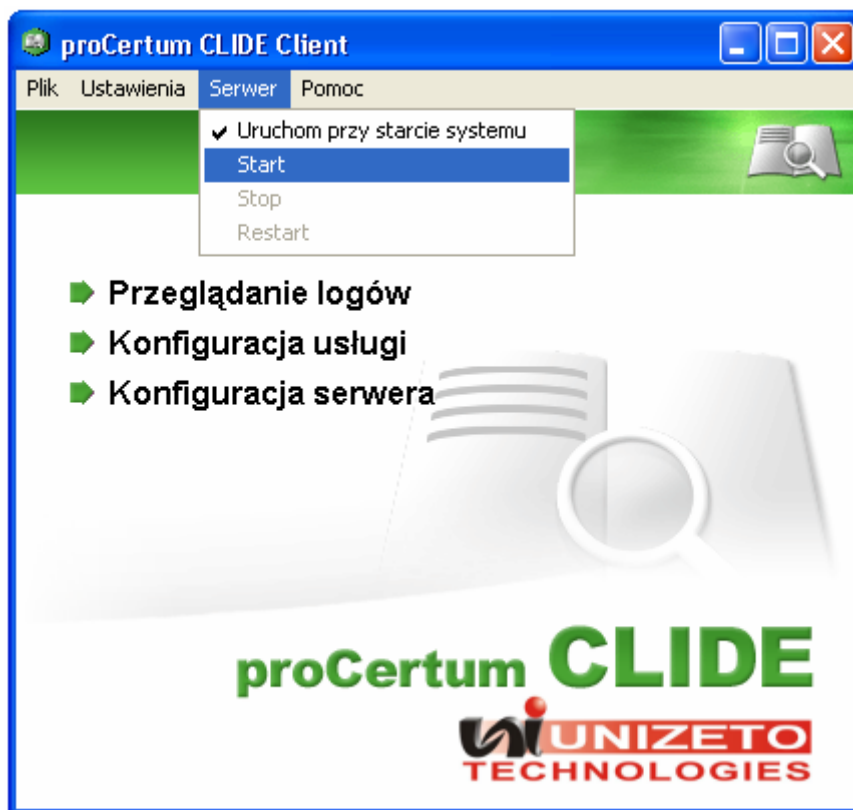 proCertum CLIDE Client
Plik Ustawienia Serwer Pomoc
Uruchom przy starcie systemu
Start
Stop
Restart
Przeglądanie logów
Konfiguracja usługi
Konfiguracja serwera
proCertum CLIDE
UNIZETO
TECHNOLOGIES